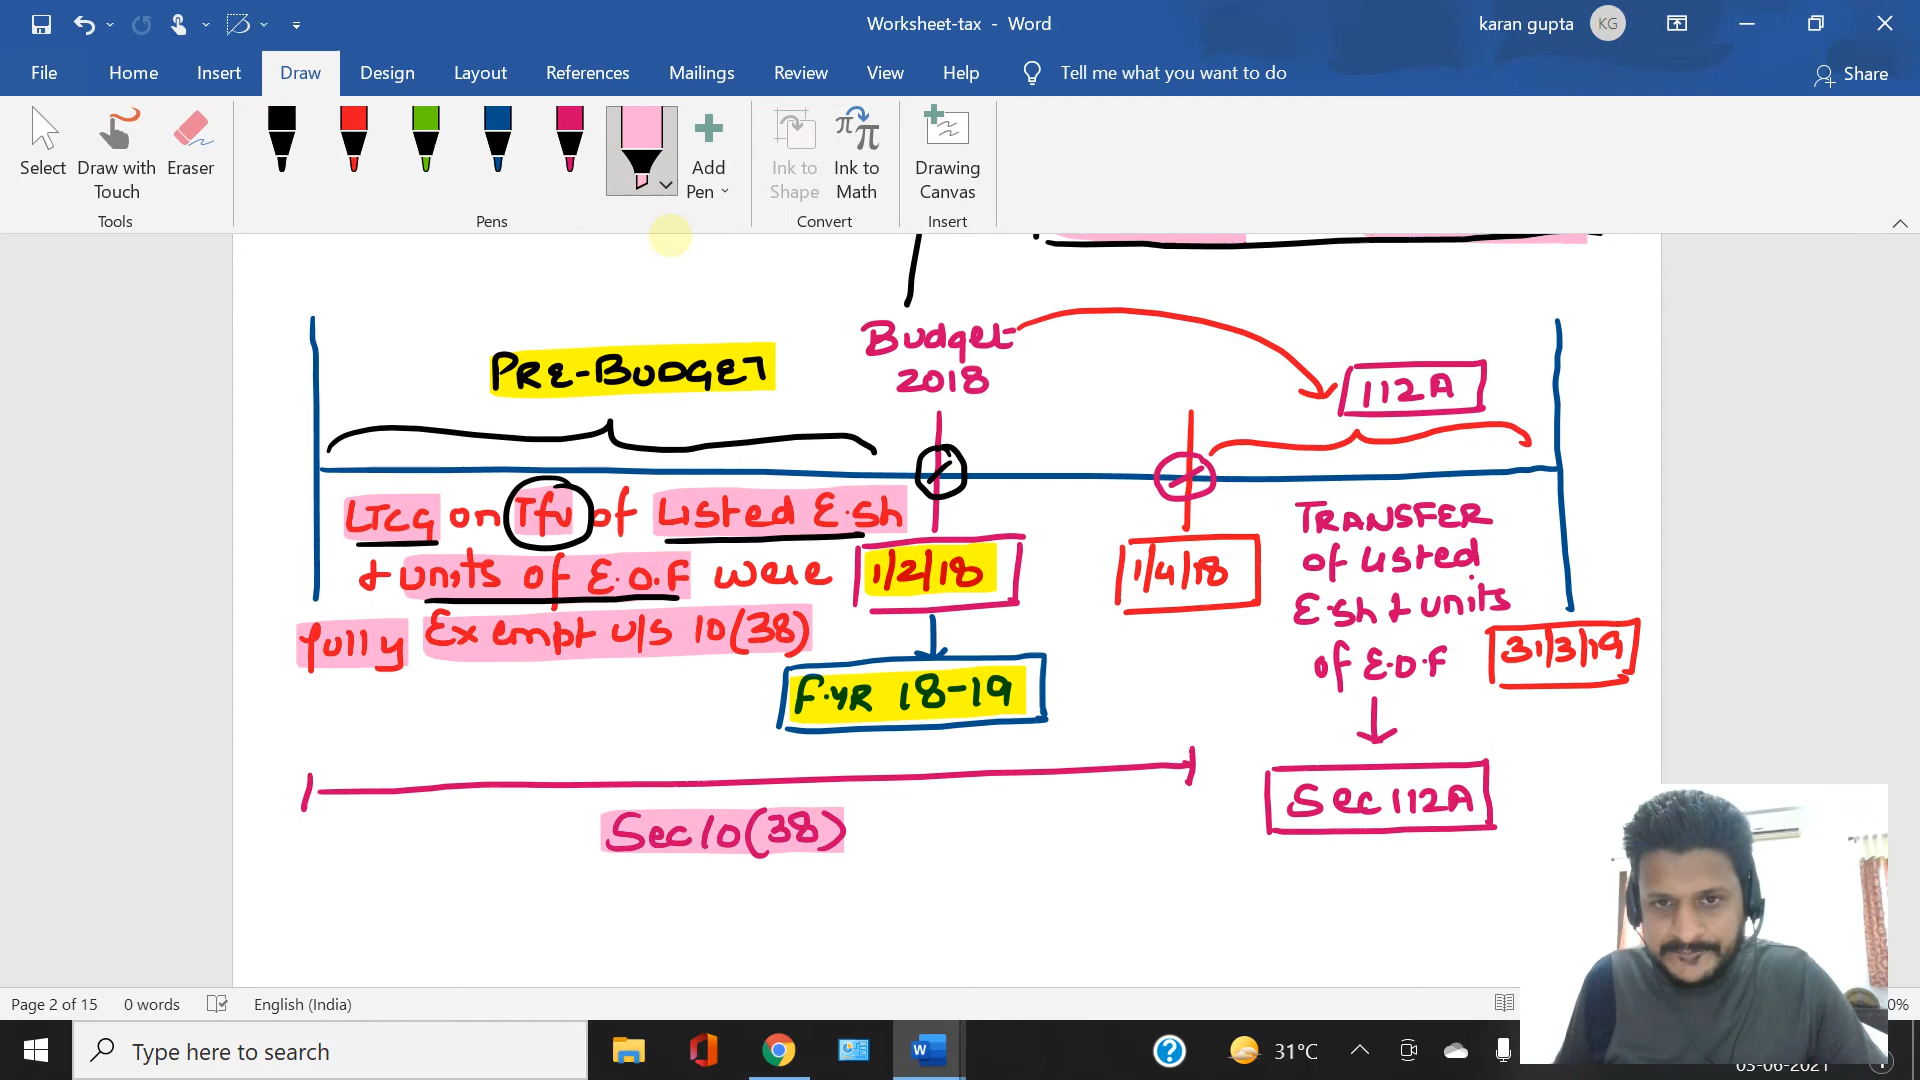 Worksheet-tax - Word
karan gupta
KG
File Home Insert Draw Design Layout References Mailings Review View Help Tell me what you want to do Share
Select
Draw with Touch
Eraser
Add Pen
Ink to Shape
Ink to Math
Drawing Canvas
Tools Pens Convert Insert
Budget
2018
PRE-BUDGET
112A
LTCG on Tfr of Listed E.sh
+ units of E.O.F were
fully Exempt u/s 10(38)
1/2/18
F.YR 18-19
1/4/18
TRANSFER
of Listed
E.sh + units
of E.O.F
31/3/19
Sec 10(38)
Sec 112A
Page 2 of 15 0 words English (India)
0%
Type here to search
31°C
03-06-2021